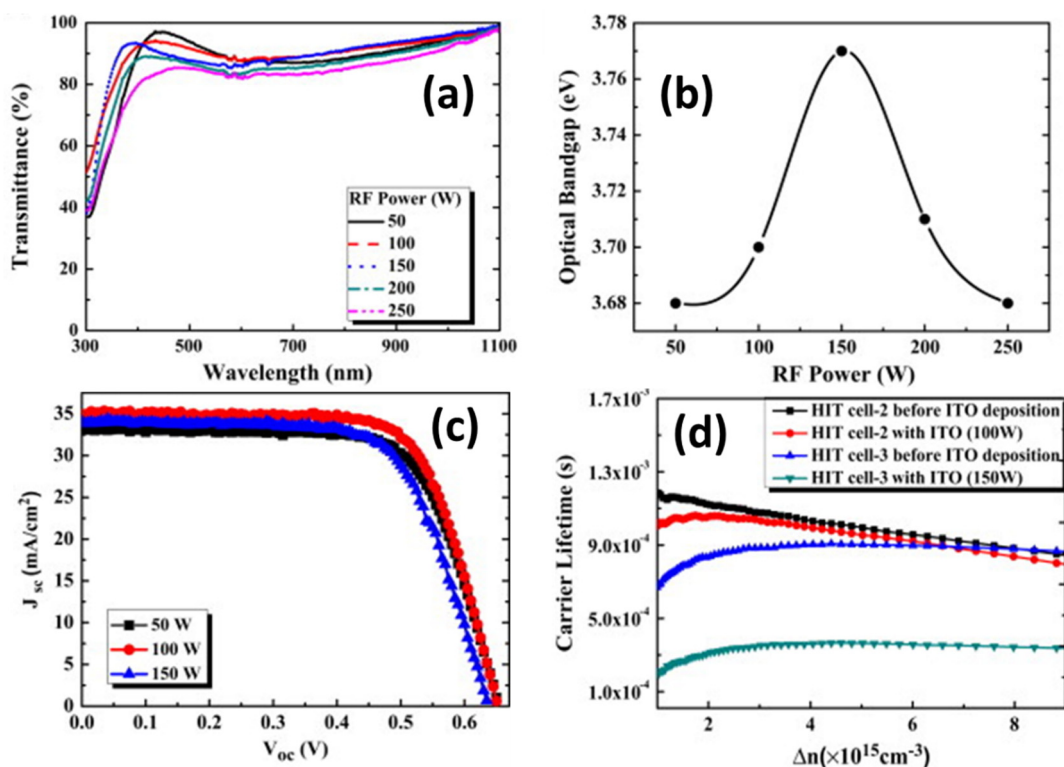 (a)
Transmittance (%)
100
80
60
40
20
0
RF Power (W)
50
100
150
200
250
300 500 700 900 1100
Wavelength (nm)
(b)
Optical Bandgap (eV)
3.78
3.76
3.74
3.72
3.70
3.68
50 100 150 200 250
RF Power (W)
(c)
J sc (mA/cm2)
35
30
25
20
15
10
5
0
50 W
100 W
150 W
0.0 0.1 0.2 0.3 0.4 0.5 0.6
Voc (V)
(d)
Carrier Lifetime (s)
1.7x10-3
1.3x10-3
9.0x10-4
5.0x10-4
1.0x10-4
HIT cell-2 before ITO deposition
HIT cell-2 with ITO (100W)
HIT cell-3 before ITO deposition
HIT cell-3 with ITO (150W)
2 4 6 8
Δn(×10^15cm-3)